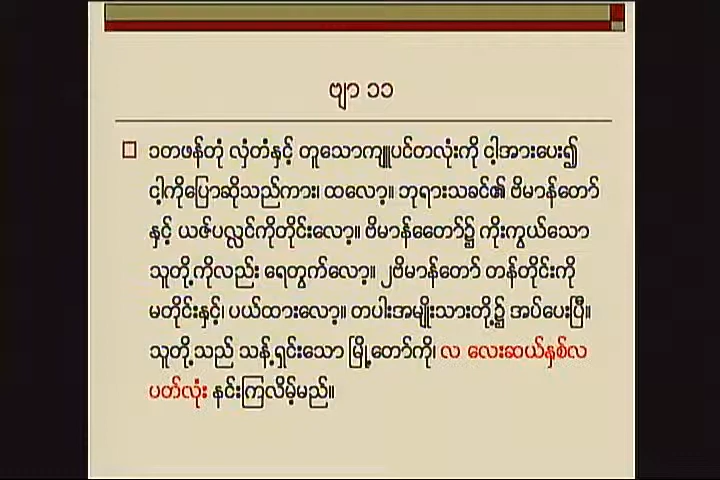 ဗျာ ၁၁
၁တဖန်တုံ လှံတံနှင့် တူသောကျူပင်တလုံးကို ငါ့အားပေး၍
ငါ့ကိုပြောဆိုသည်ကား၊ ထလော့။ ဘုရားသခင်၏ ဗိမာန်တော်
နှင့် ယဇ်ပလ္လင်ကိုတိုင်းလော့။ ဗိမာန်တော်၌ ကိုးကွယ်သော
သူတို့ကိုလည်း ရေတွက်လော့။ ၂ဗိမာန်တော် တန်တိုင်းကို
မတိုင်းနှင့်၊ ပယ်ထားလော့။ တပါးအမျိုးသားတို့၌ အပ်ပေးပြီ။
သူတို့သည် သန့်ရှင်းသော မြို့တော်ကို၊ လ လေးဆယ်နှစ်လ
ပတ်လုံး နင်းကြလိမ့်မည်။